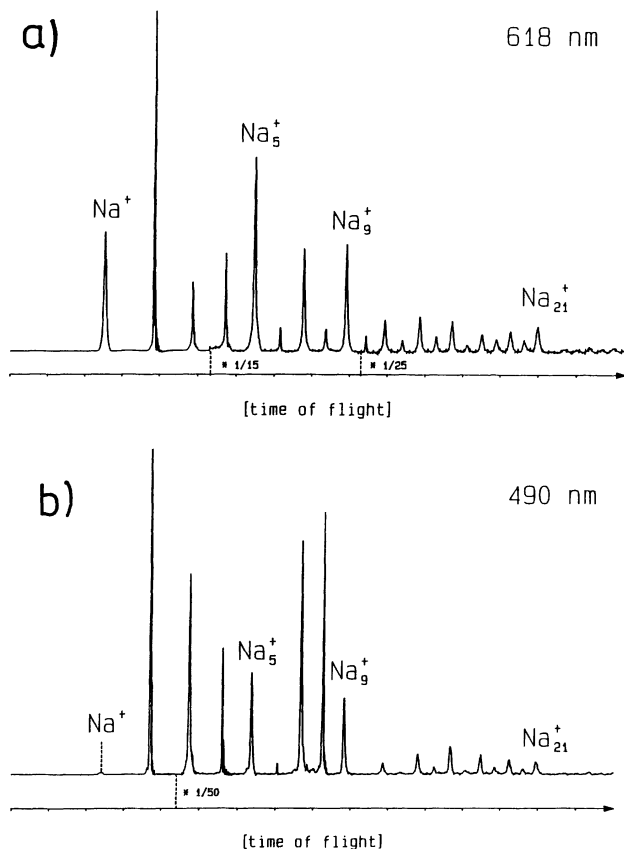 a)
618 nm
Na+
Na5+
Na9+
Na21+
* 1/15
* 1/25
[time of flight]
b)
490 nm
Na+
Na5+
Na9+
Na21+
* 1/50
[time of flight]